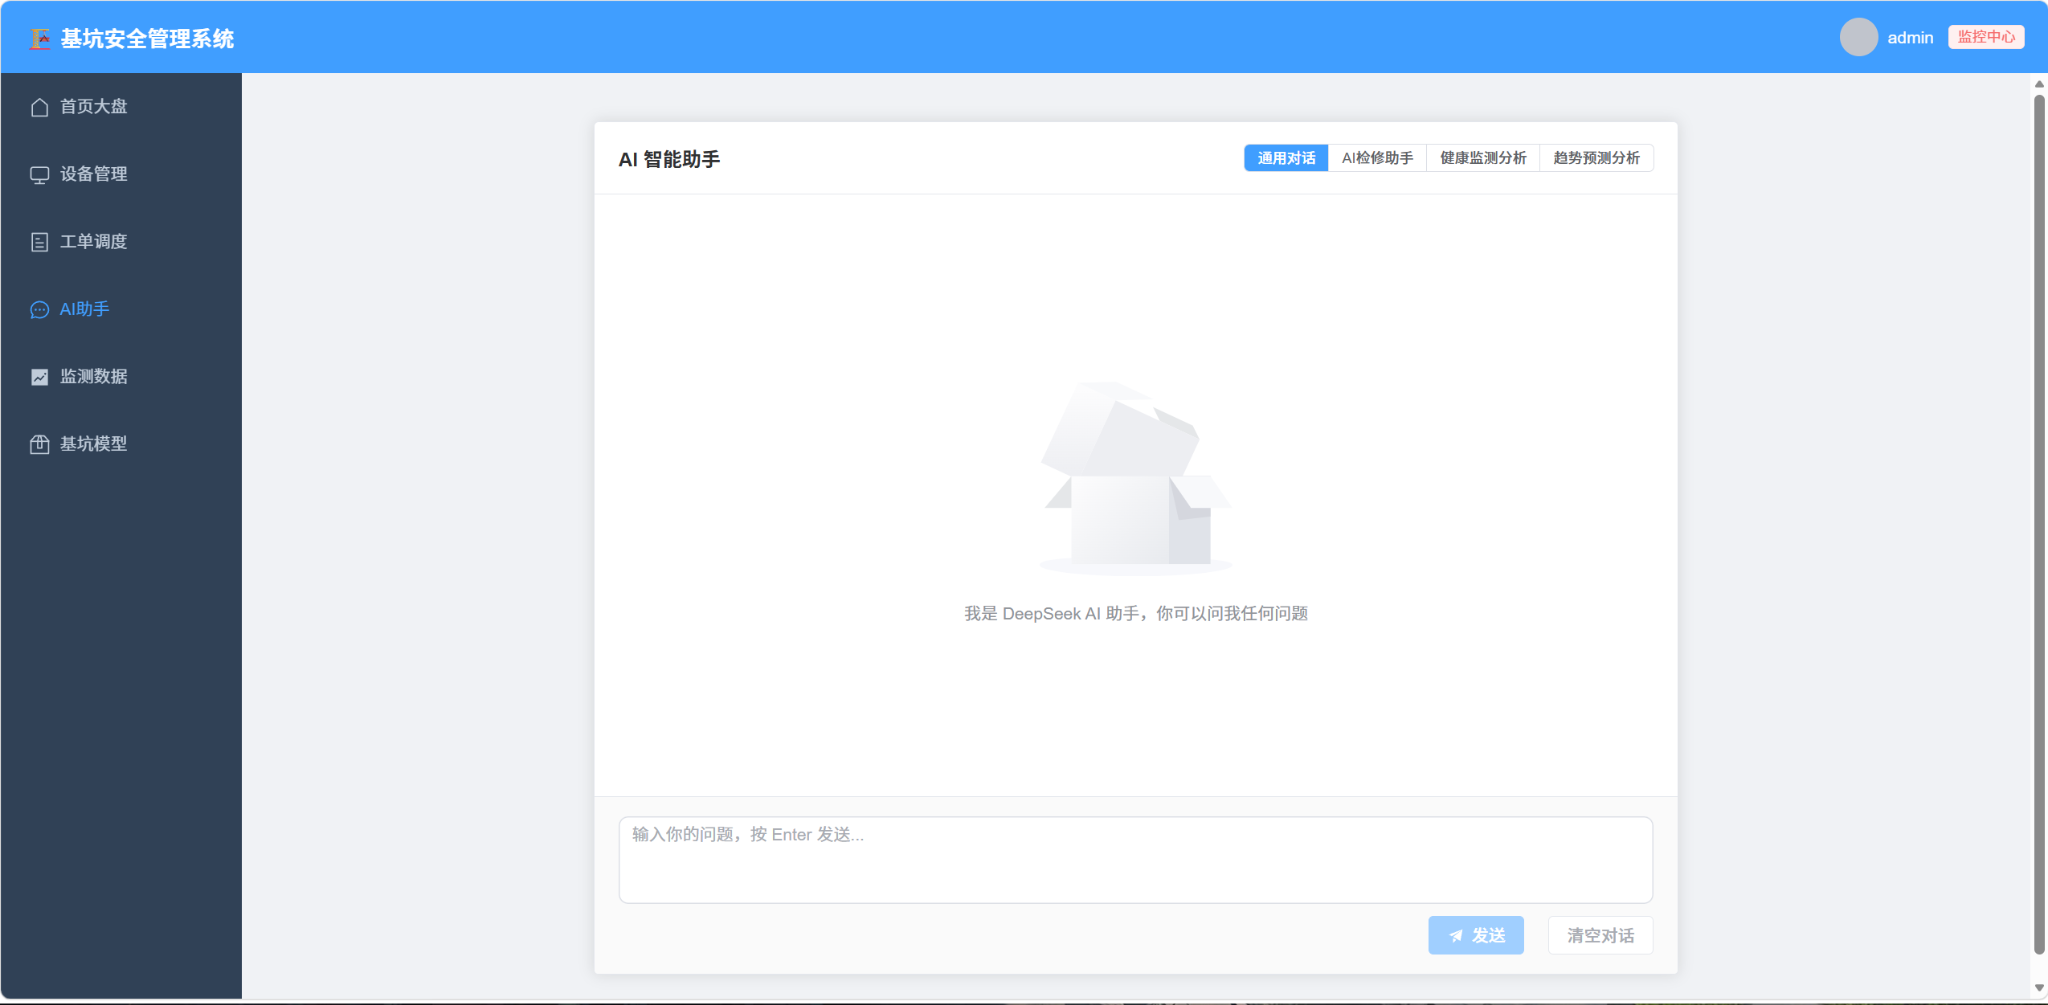 基坑安全管理系统
admin
监控中心
首页大盘
设备管理
工单调度
AI助手
监测数据
基坑模型
AI 智能助手
通用对话
AI检修助手
健康监测分析
趋势预测分析
我是 DeepSeek AI 助手，你可以问我任何问题
输入你的问题，按 Enter 发送...
发送
清空对话